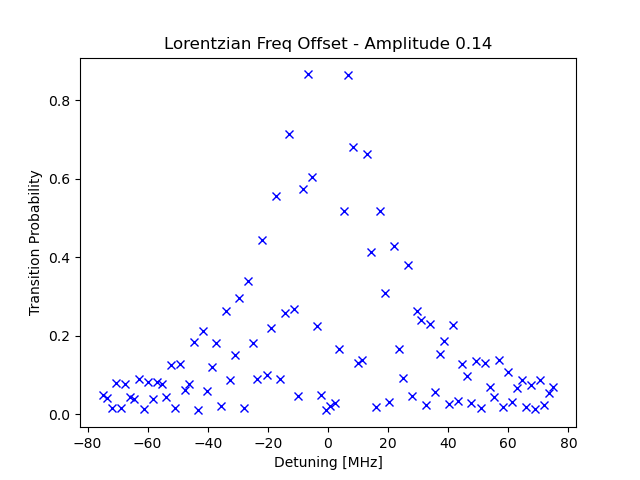 Lorentzian Freq Offset - Amplitude 0.14
Transition Probability
0.8
0.6
0.4
0.2
0.0
−80 −60 −40 −20 0 20 40 60 80
Detuning [MHz]